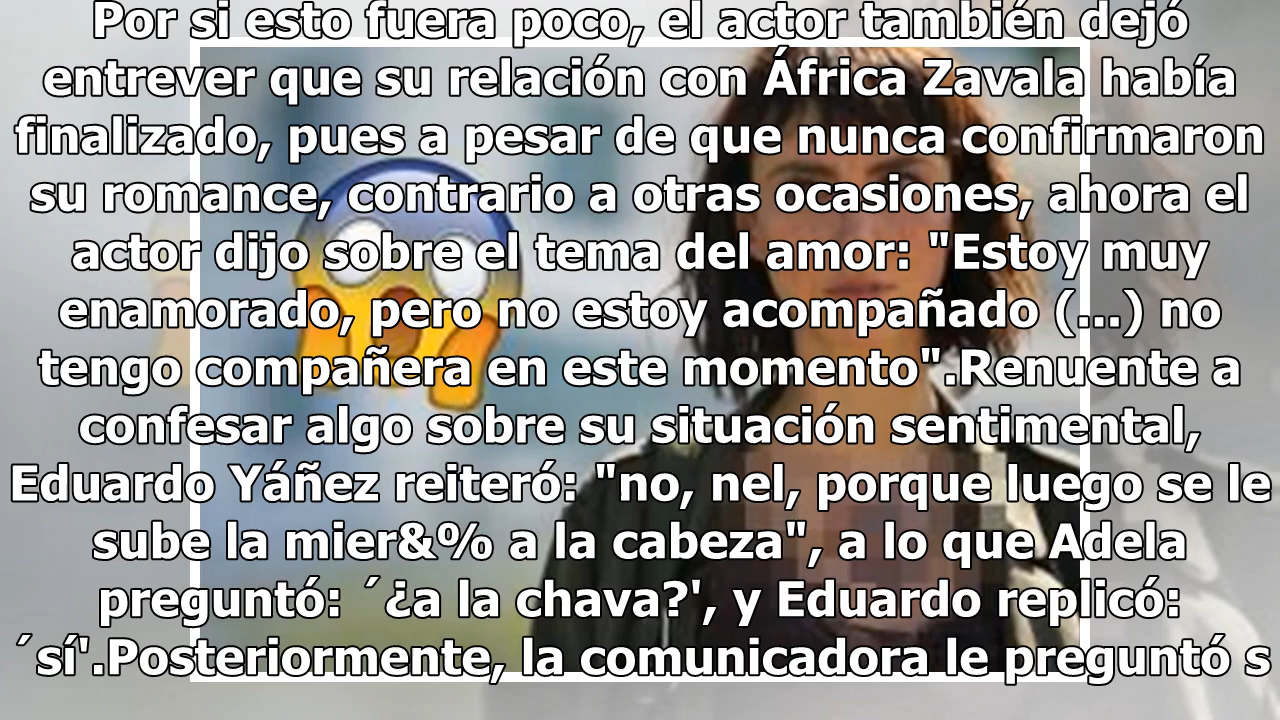 Por si esto fuera poco, el actor también dejó
entrever que su relación con África Zavala había
finalizado, pues a pesar de que nunca confirmaron
su romance, contrario a otras ocasiones, ahora el
actor dijo sobre el tema del amor: "Estoy muy
enamorado, pero no estoy acompañado (...) no
tengo compañera en este momento".Renuente a
confesar algo sobre su situación sentimental,
Eduardo Yáñez reiteró: "no, nel, porque luego se le
sube la mier&% a la cabeza", a lo que Adela
preguntó: ´¿a la chava?', y Eduardo replicó:
´sí'.Posteriormente, la comunicadora le preguntó s